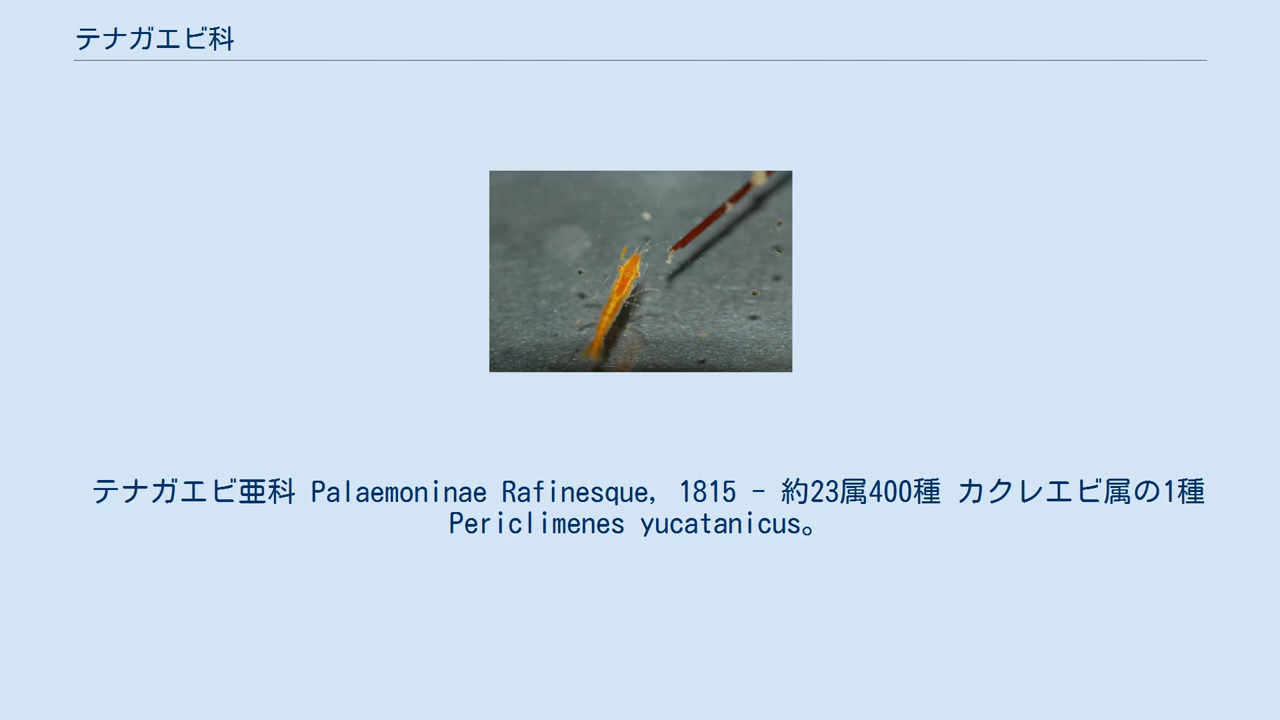 テナガエビ科
テナガエビ亜科 Palaemoninae Rafinesque, 1815 - 約23属400種 カクレエビ属の1種
Periclimenes yucatanicus。